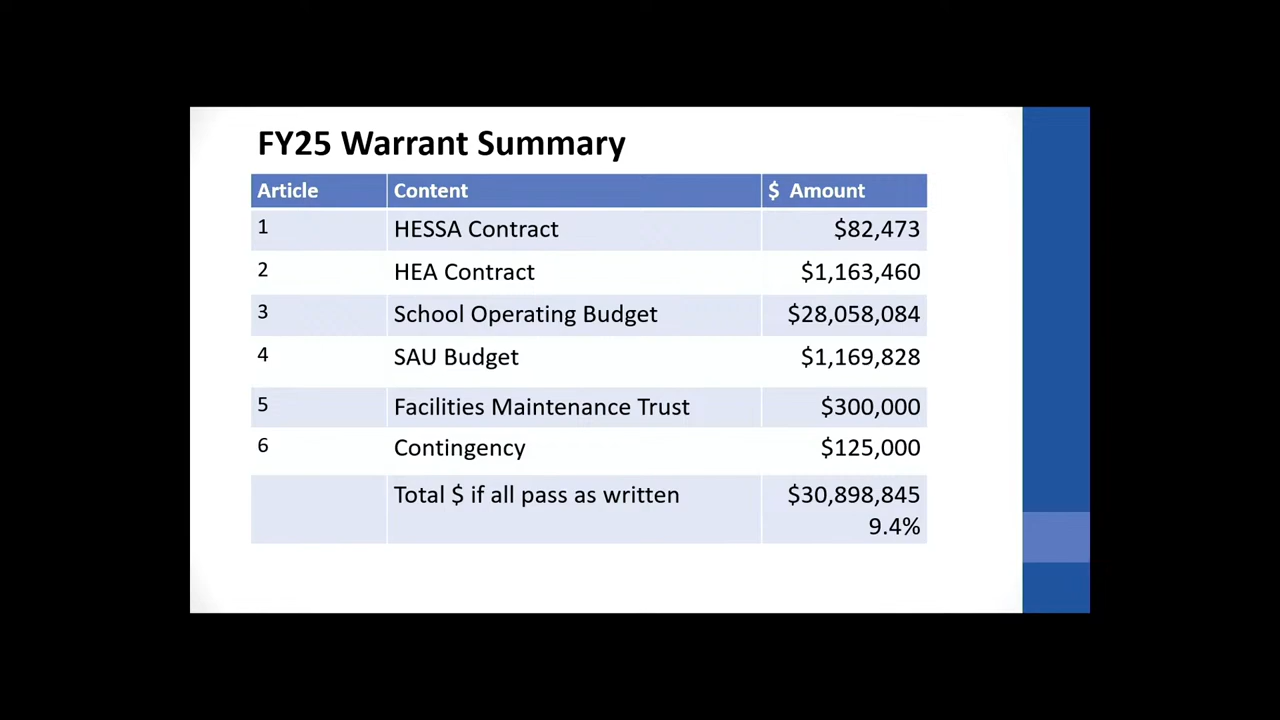 FY25 Warrant Summary
Article Content $ Amount
1 HESSA Contract $82,473
2 HEA Contract $1,163,460
3 School Operating Budget $28,058,084
4 SAU Budget $1,169,828
5 Facilities Maintenance Trust $300,000
6 Contingency $125,000
Total $ if all pass as written $30,898,845
9.4%